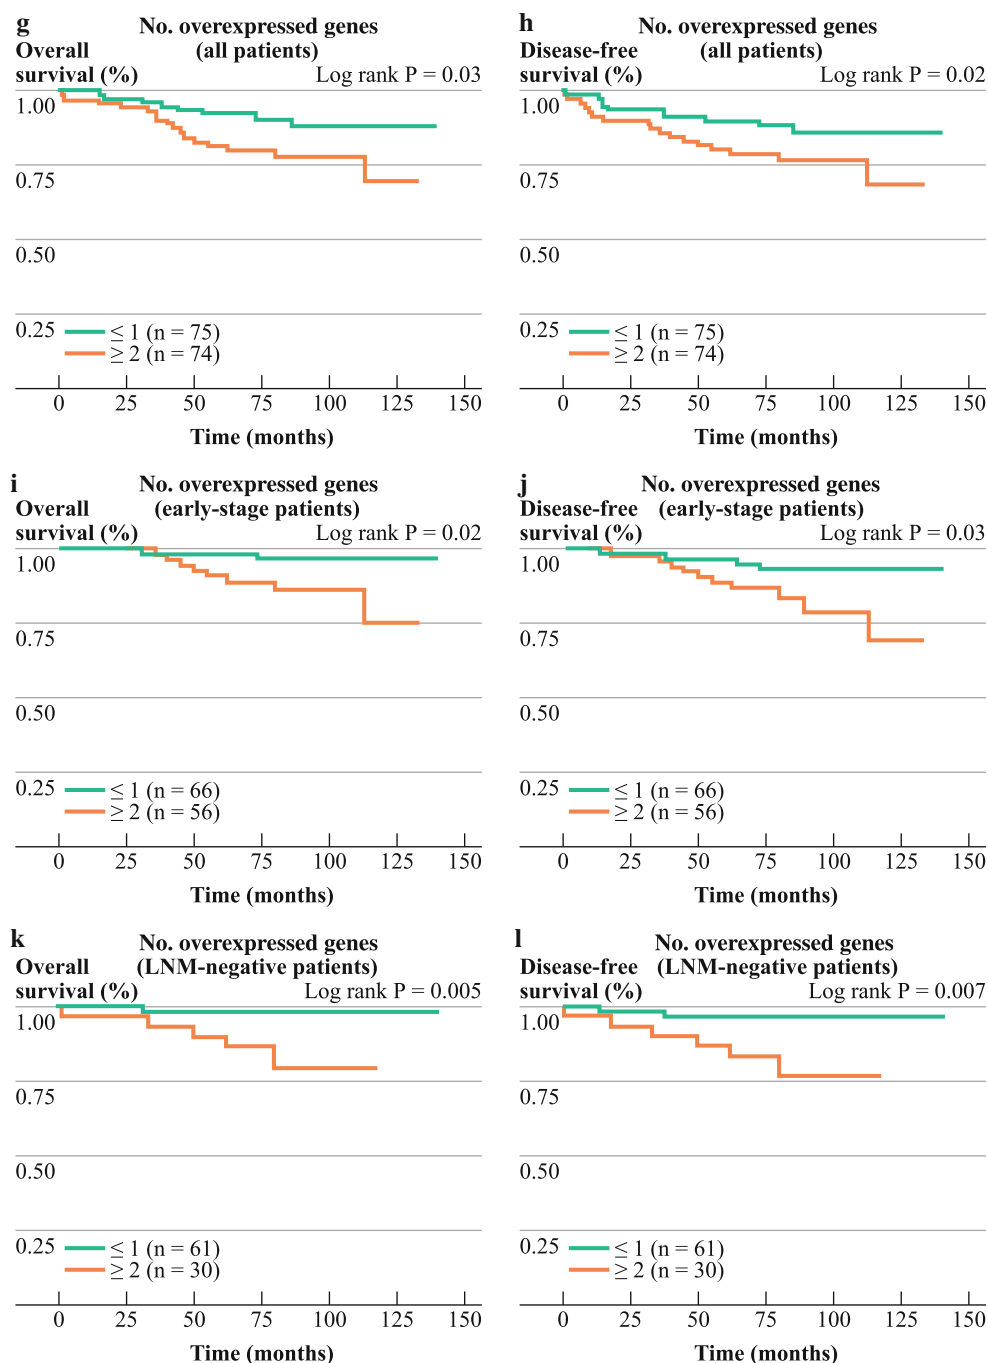 g
No. overexpressed genes
Overall
(all patients)
survival (%)
Log rank P = 0.03
1.00
0.75
0.50
0.25
≤ 1 (n = 75)
≥ 2 (n = 74)
0 25 50 75 100 125 150
Time (months)
h
No. overexpressed genes
Disease-free
(all patients)
survival (%)
Log rank P = 0.02
1.00
0.75
0.50
0.25
≤ 1 (n = 75)
≥ 2 (n = 74)
0 25 50 75 100 125 150
Time (months)
i
No. overexpressed genes
Overall
(early-stage patients)
survival (%)
Log rank P = 0.02
1.00
0.75
0.50
0.25
≤ 1 (n = 66)
≥ 2 (n = 56)
0 25 50 75 100 125 150
Time (months)
j
No. overexpressed genes
Disease-free
(early-stage patients)
survival (%)
Log rank P = 0.03
1.00
0.75
0.50
0.25
≤ 1 (n = 66)
≥ 2 (n = 56)
0 25 50 75 100 125 150
Time (months)
k
No. overexpressed genes
Overall
(LNM-negative patients)
survival (%)
Log rank P = 0.005
1.00
0.75
0.50
0.25
≤ 1 (n = 61)
≥ 2 (n = 30)
0 25 50 75 100 125 150
Time (months)
l
No. overexpressed genes
Disease-free
(LNM-negative patients)
survival (%)
Log rank P = 0.007
1.00
0.75
0.50
0.25
≤ 1 (n = 61)
≥ 2 (n = 30)
0 25 50 75 100 125 150
Time (months)